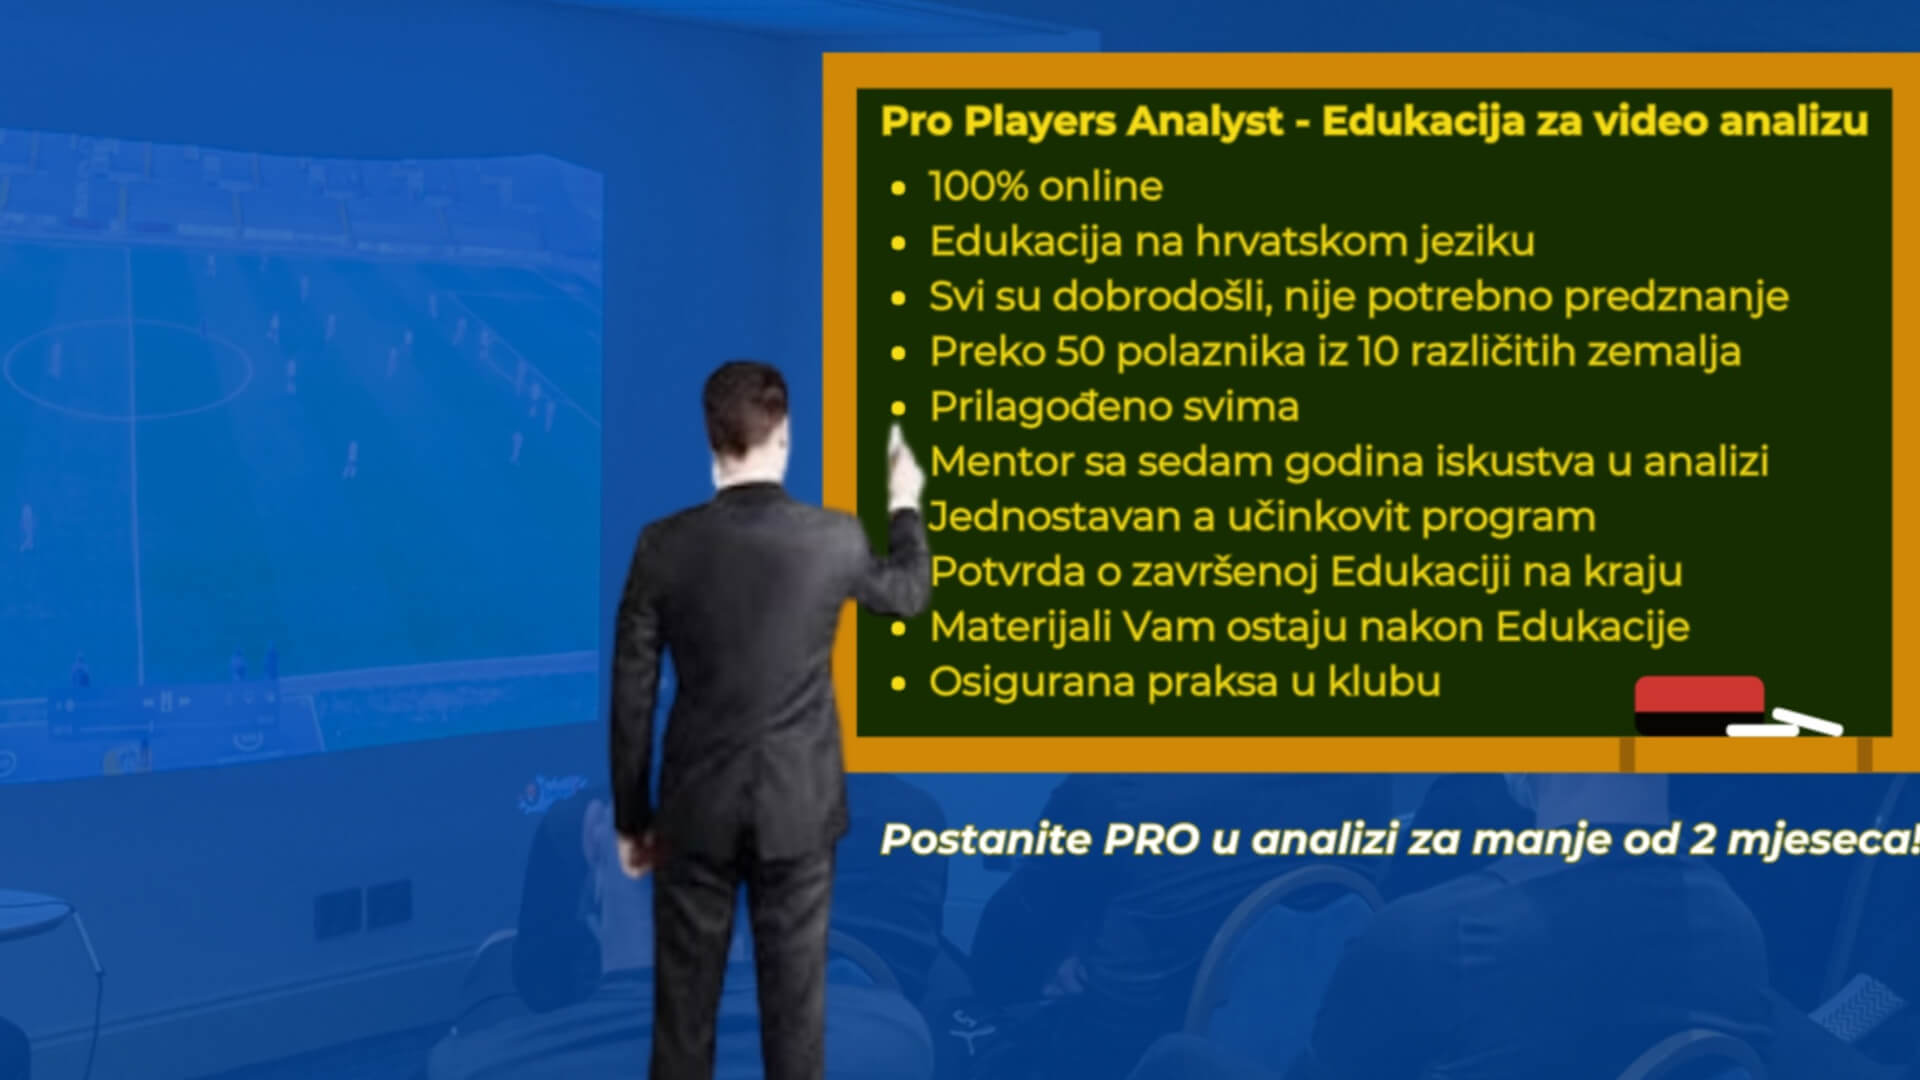 Pro Players Analyst - Edukacija za video analizu
• 100% online
• Edukacija na hrvatskom jeziku
• Svi su dobrodošli, nije potrebno predznanje
• Preko 50 polaznika iz 10 različitih zemalja
• Prilagođeno svima
Mentor sa sedam godina iskustva u analizi
Jednostavan a učinkovit program
Potvrda o završenoj Edukaciji na kraju
• Materijali Vam ostaju nakon Edukacije
• Osigurana praksa u klubu
Postanite PRO u analizi za manje od 2 mjeseca!